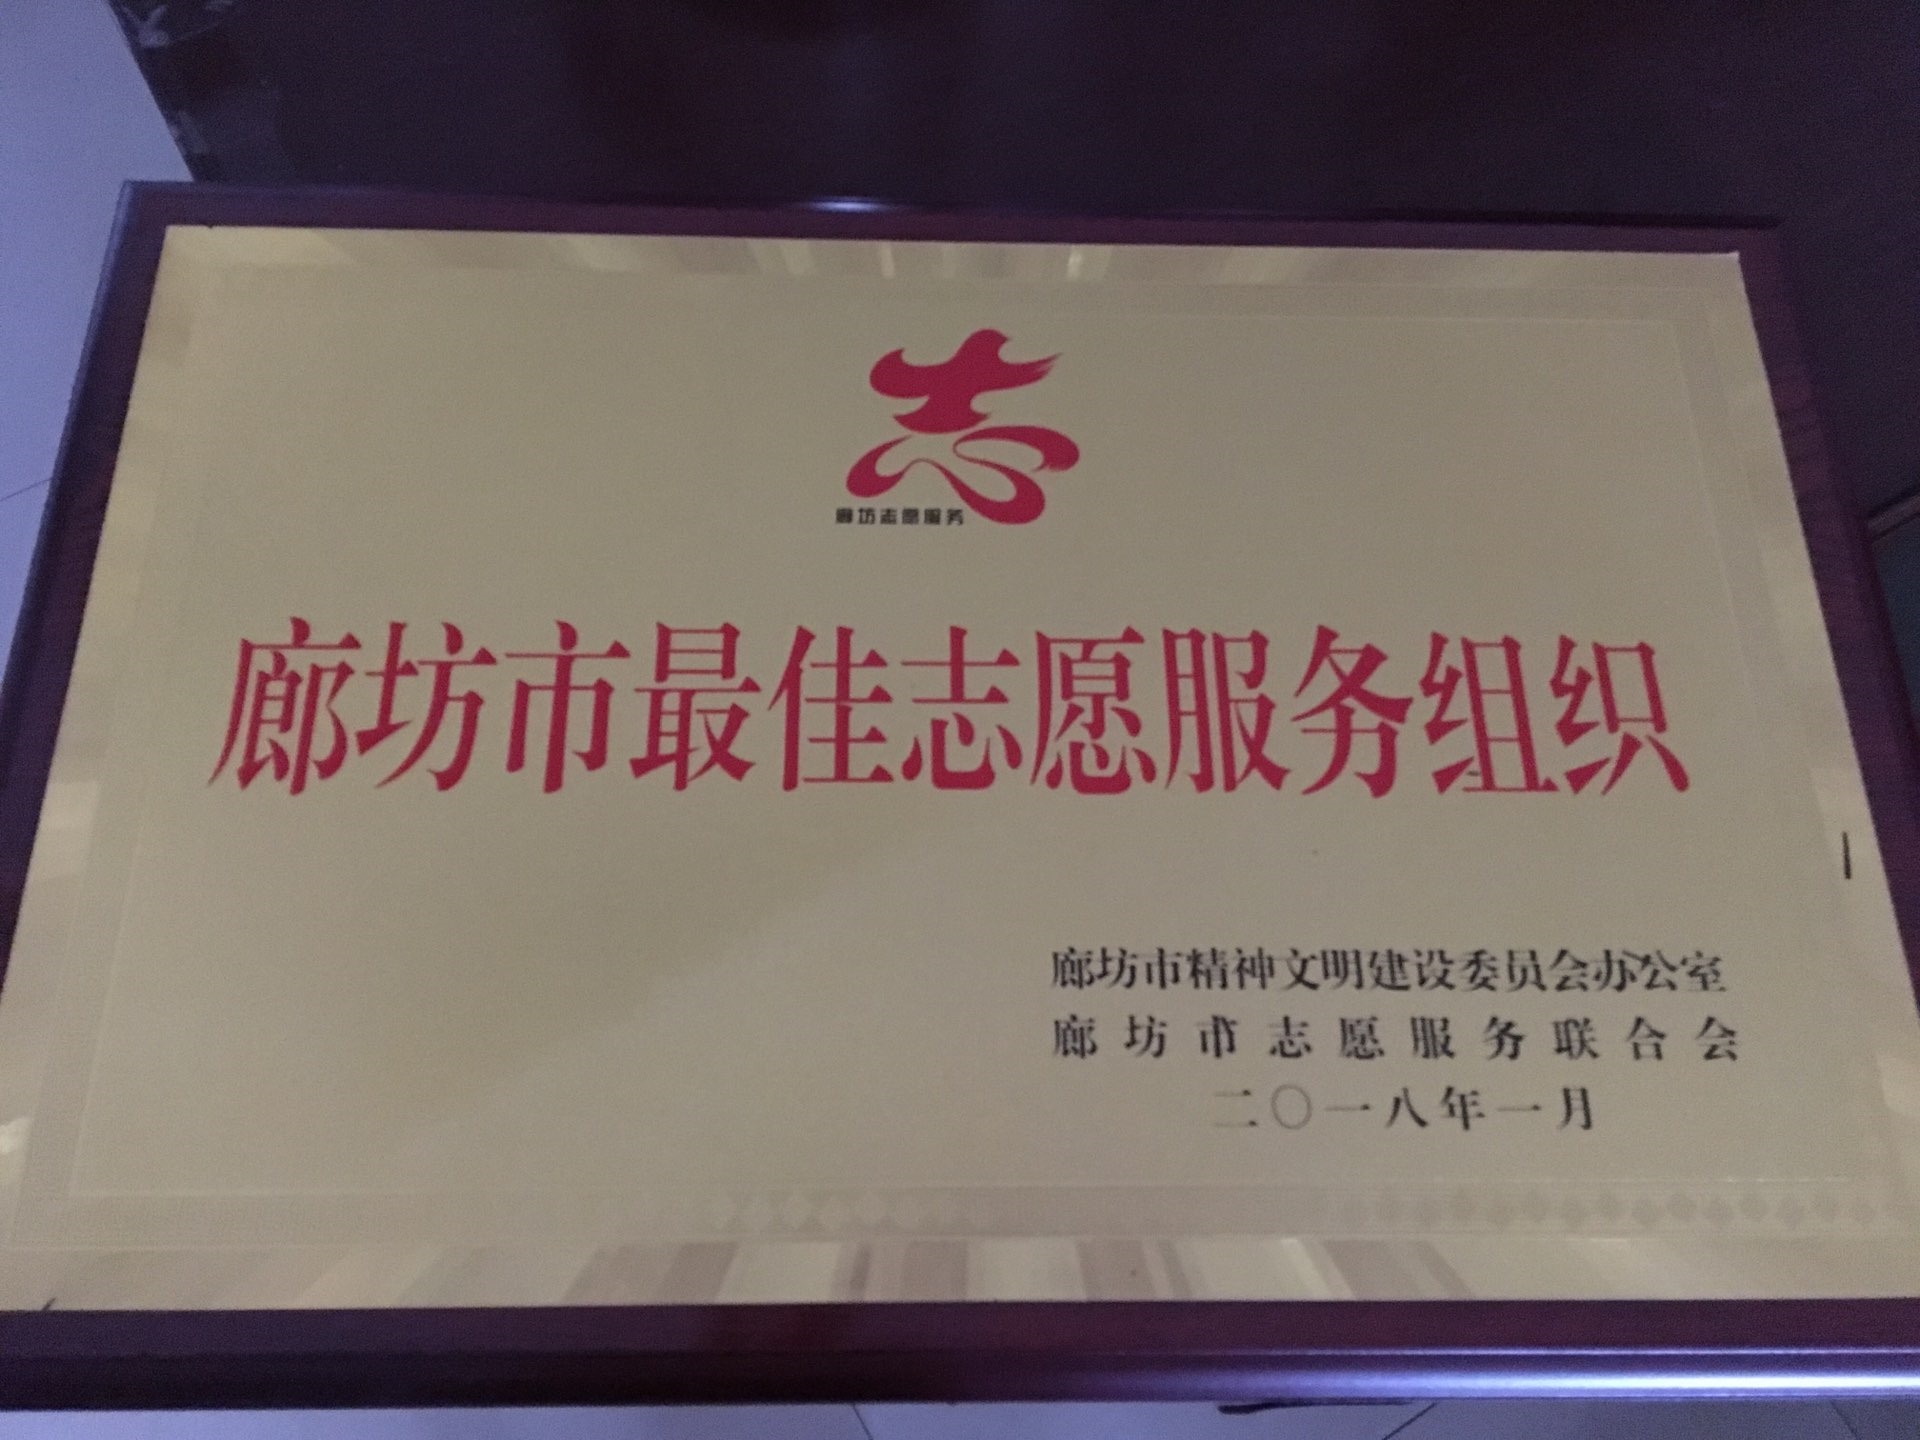 志
廊坊志愿服务
廊坊市最佳志愿服务组织
廊坊市精神文明建设委员会办公室
廊坊市志愿服务联合会
二〇一八年一月